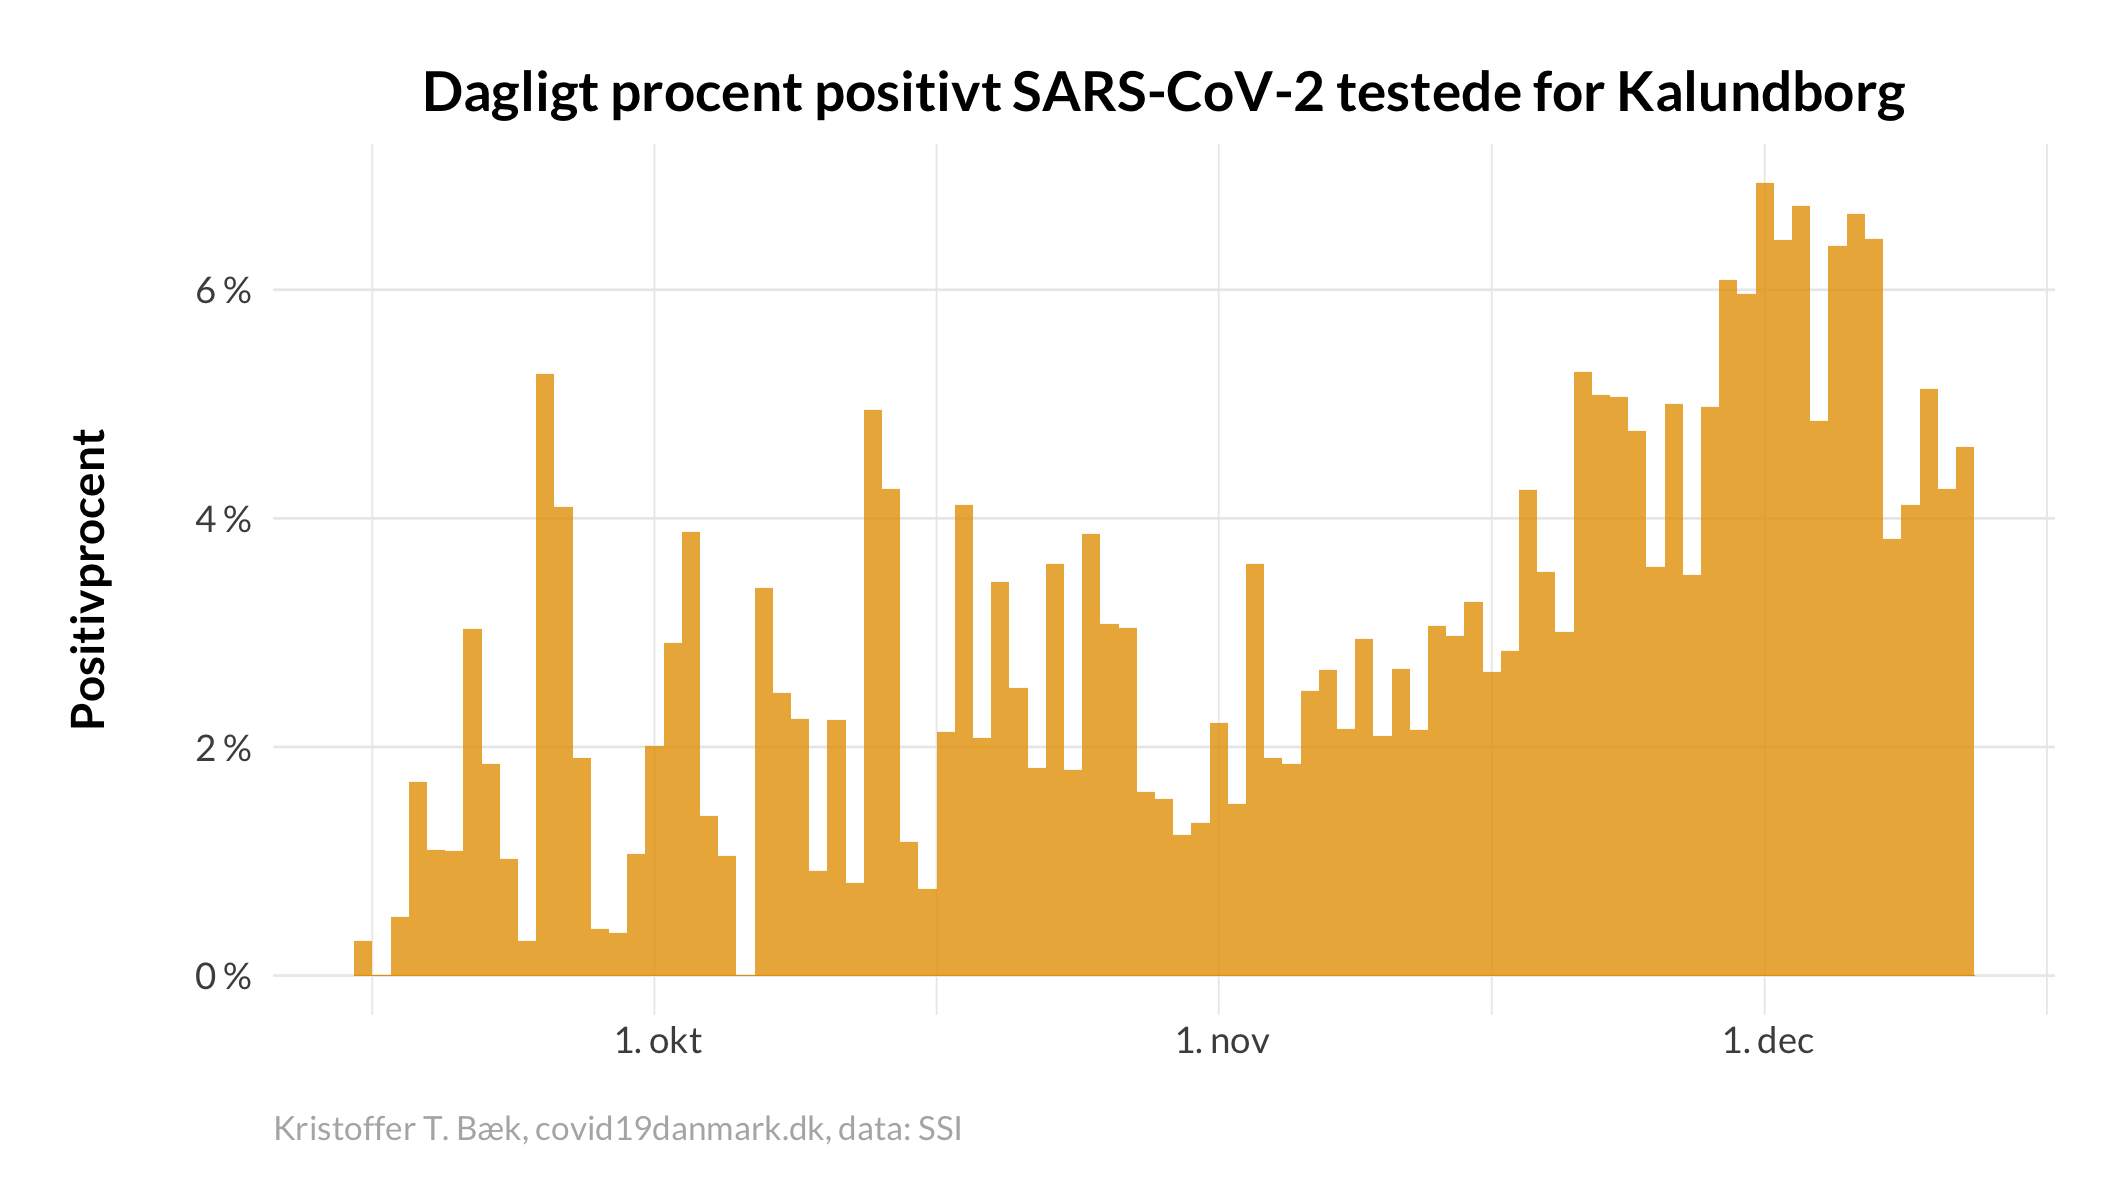 Dagligt procent positivt SARS-CoV-2 testede for Kalundborg
Positivprocent
6 %
4 %
2 %
0 %
1. okt
1. nov
1. dec
Kristoffer T. Bæk, covid19danmark.dk, data: SSI